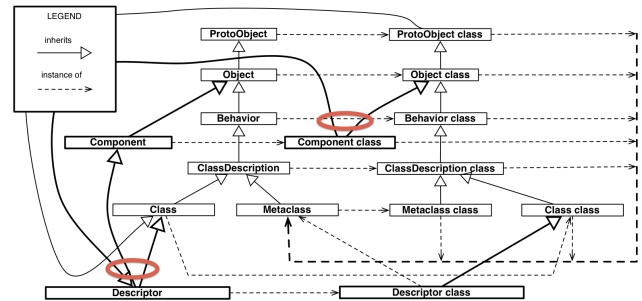 LEGEND
inherits
instance of
ProtoObject
ProtoObject class
Object
Object class
Behavior
Behavior class
Component
Component class
ClassDescription
ClassDescription class
Class
Metaclass
Metaclass class
Class class
Descriptor
Descriptor class